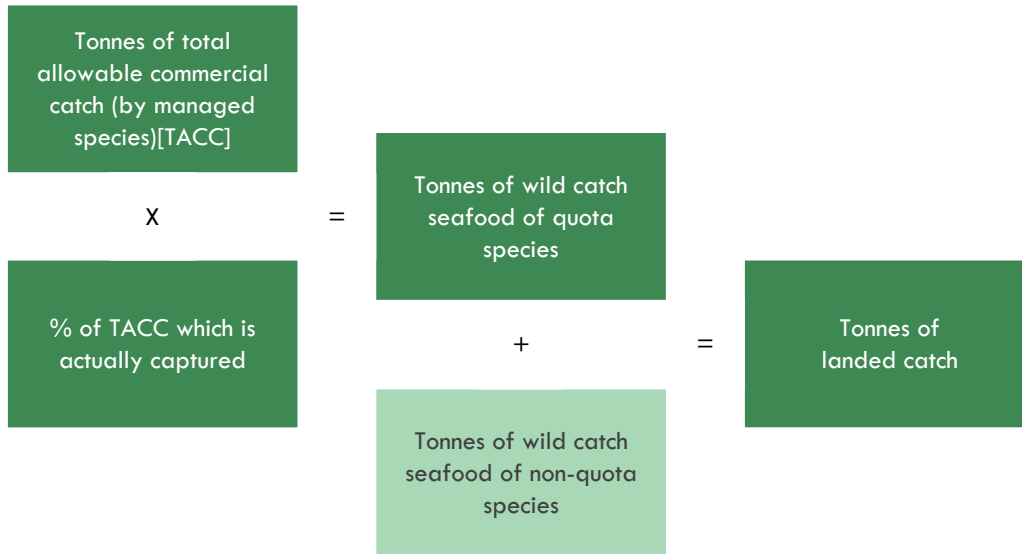 Tonnes of total
allowable commercial
catch (by managed
species)[TACC]
X
% of TACC which is
actually captured
=
Tonnes of wild catch
seafood of quota
species
+
Tonnes of wild catch
seafood of non-quota
species
=
Tonnes of
landed catch